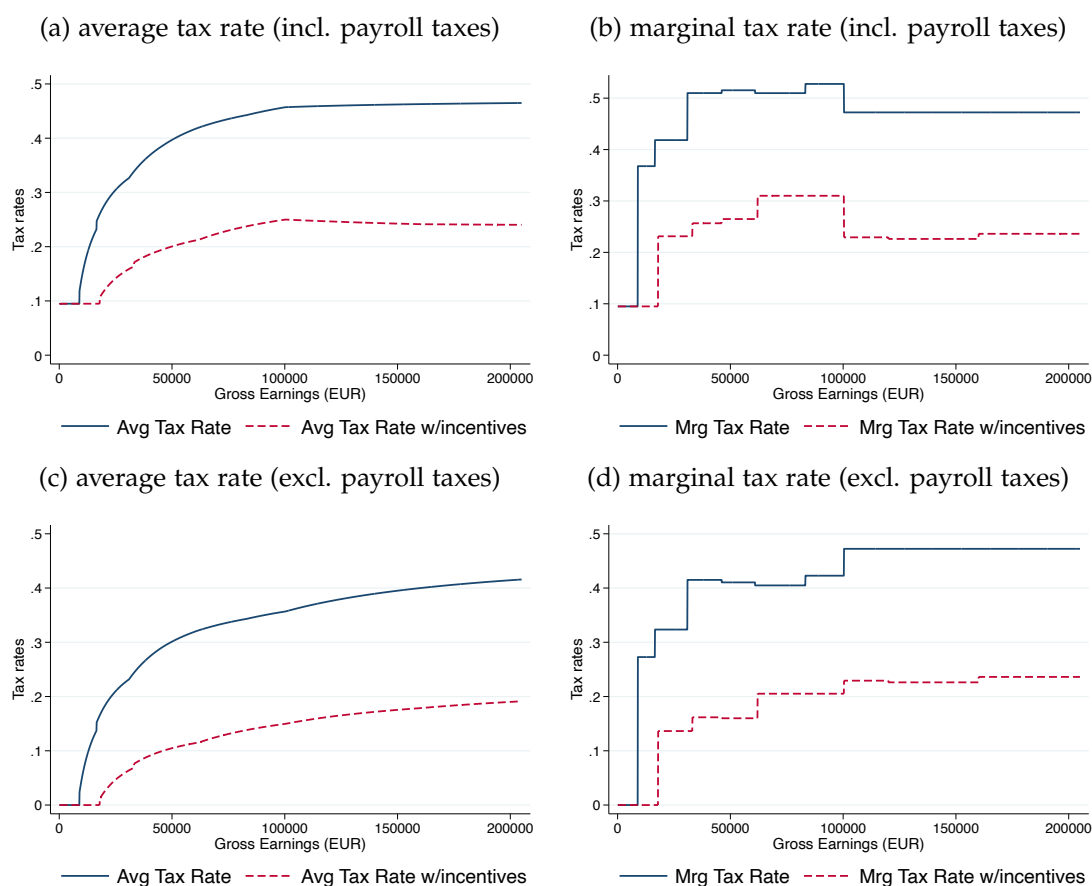 (a) average tax rate (incl. payroll taxes)
(b) marginal tax rate (incl. payroll taxes)
.5
.4
.3
.2
.1
0
Tax rates
0 50000 100000 150000 200000
Gross Earnings (EUR)
Avg Tax Rate Avg Tax Rate w/incentives
.5
.4
.3
.2
.1
0
Tax rates
0 50000 100000 150000 200000
Gross Earnings (EUR)
Mrg Tax Rate Mrg Tax Rate w/incentives
(c) average tax rate (excl. payroll taxes)
(d) marginal tax rate (excl. payroll taxes)
.5
.4
.3
.2
.1
0
Tax rates
0 50000 100000 150000 200000
Gross Earnings (EUR)
Avg Tax Rate Avg Tax Rate w/incentives
.5
.4
.3
.2
.1
0
Tax rates
0 50000 100000 150000 200000
Gross Earnings (EUR)
Mrg Tax Rate Mrg Tax Rate w/incentives